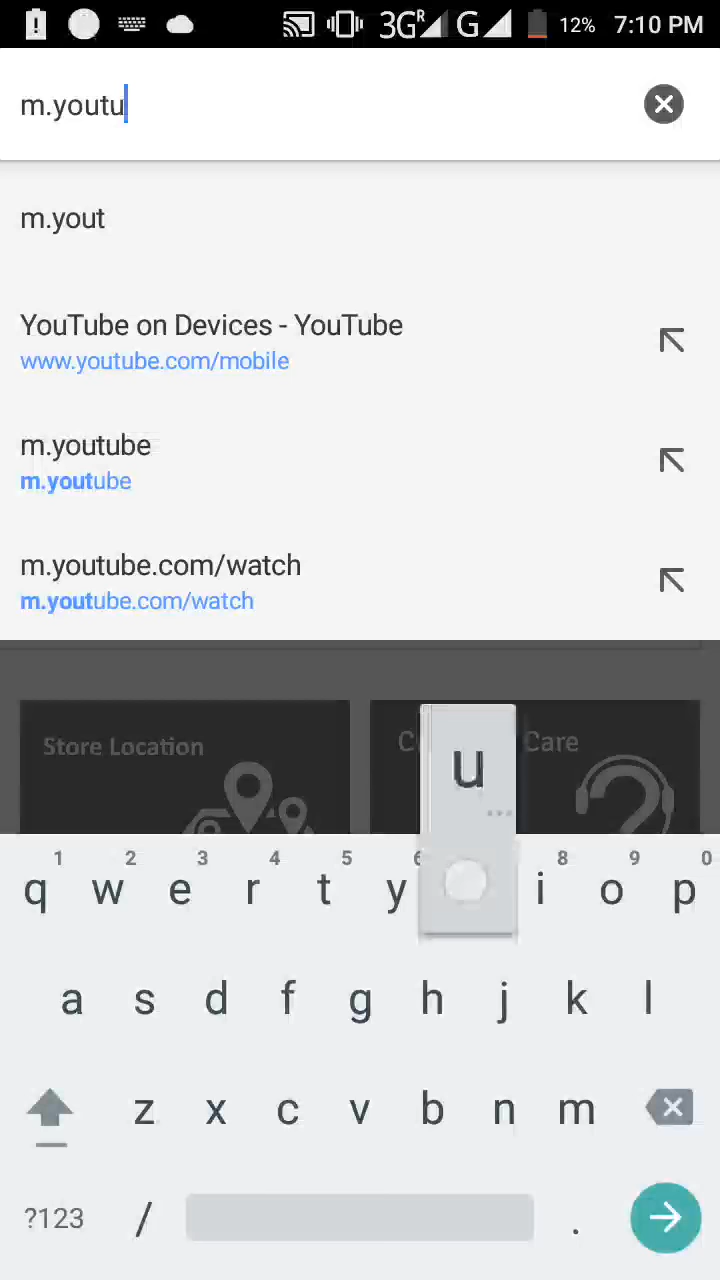 3G R G 12% 7:10 PM
m.youtu
m.yout
YouTube on Devices - YouTube
www.youtube.com/mobile
m.youtube
m.youtube
m.youtube.com/watch
m.youtube.com/watch
Store Location
C Care
u
1 2 3 4 5 6 8 9 0
q w e r t y i o p
a s d f g h j k l
z x c v b n m
?123 / .